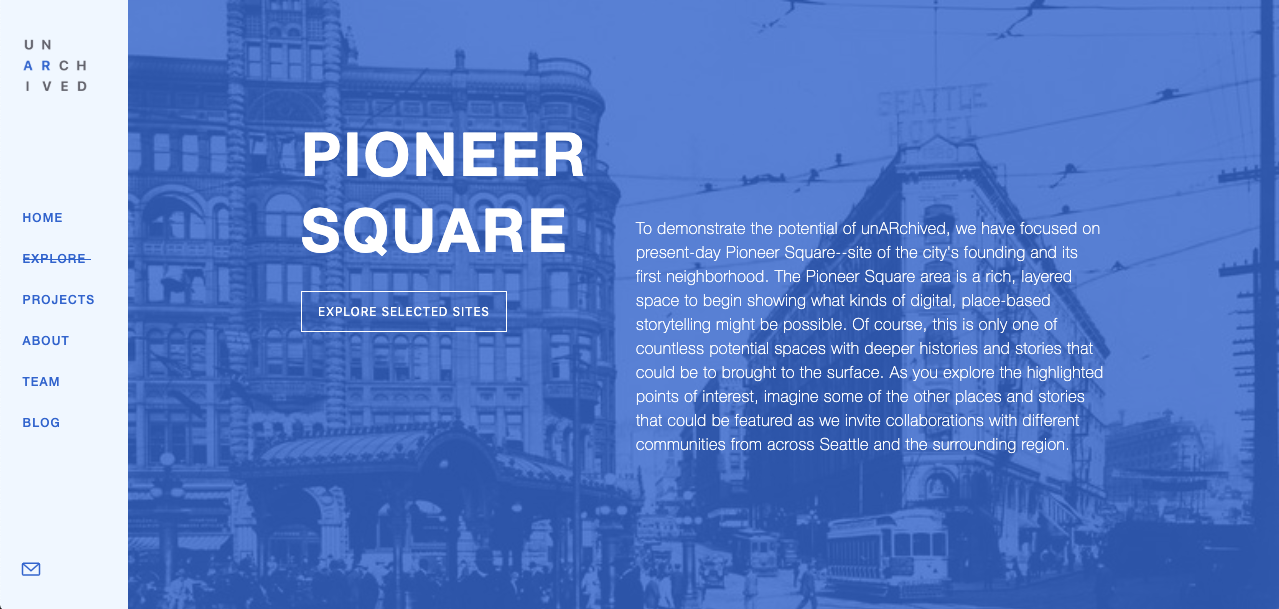 UN
ARCH
IVED
HOME
EXPLORE
PROJECTS
ABOUT
TEAM
BLOG
PIONEER
SQUARE
EXPLORE SELECTED SITES
To demonstrate the potential of unARchived, we have focused on
present-day Pioneer Square--site of the city's founding and its
first neighborhood. The Pioneer Square area is a rich, layered
space to begin showing what kinds of digital, place-based
storytelling might be possible. Of course, this is only one of
countless potential spaces with deeper histories and stories that
could be to brought to the surface. As you explore the highlighted
points of interest, imagine some of the other places and stories
that could be featured as we invite collaborations with different
communities from across Seattle and the surrounding region.
SEATTLE
HOTEL